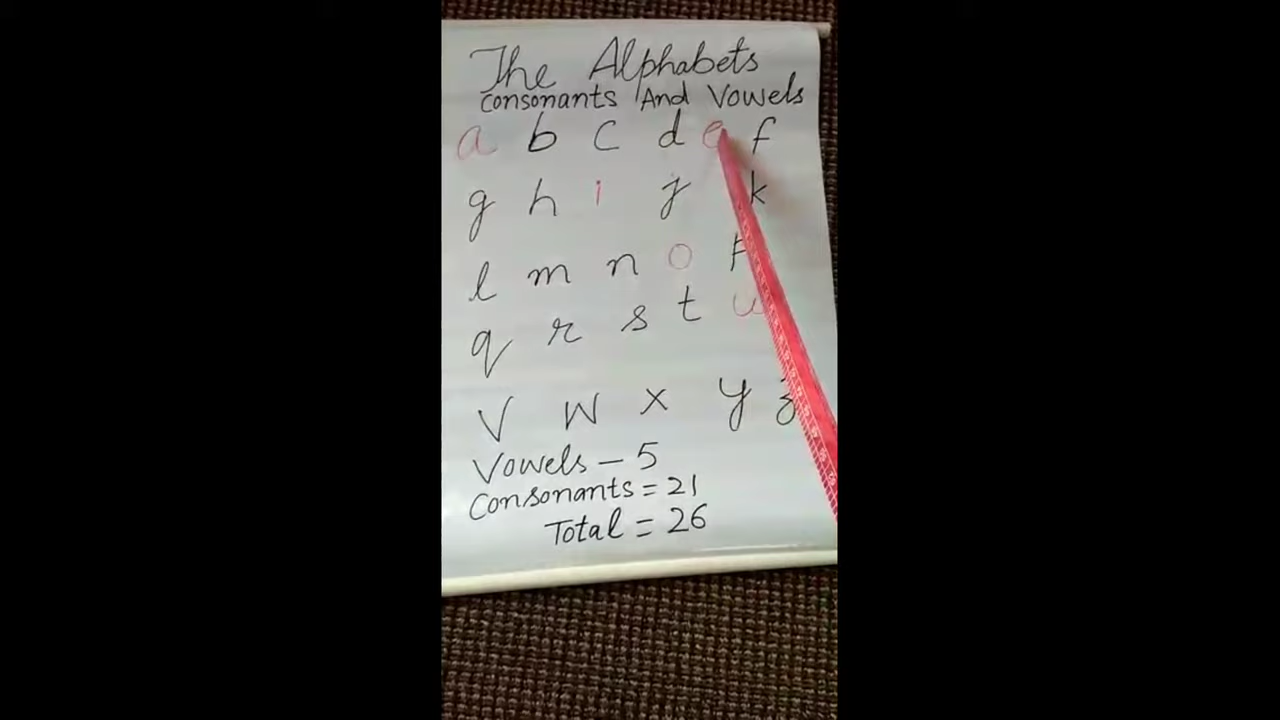 The Alphabets
Consonants And Vowels
a b c d e f
g h i j k
l m n o p
q r s t u
v w x y z
Vowels – 5
Consonants = 21
Total = 26